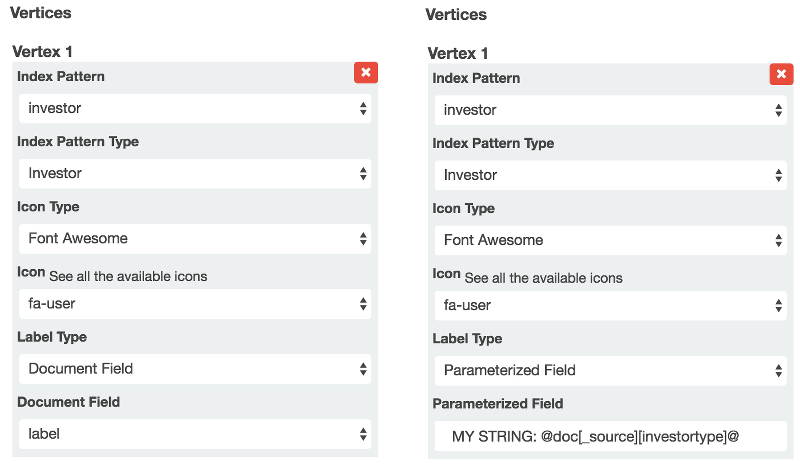 Vertices
Vertex 1
Index Pattern
investor
Index Pattern Type
Investor
Icon Type
Font Awesome
Icon See all the available icons
fa-user
Label Type
Document Field
Document Field
label
Vertices
Vertex 1
Index Pattern
investor
Index Pattern Type
Investor
Icon Type
Font Awesome
Icon See all the available icons
fa-user
Label Type
Parameterized Field
Parameterized Field
MY STRING: @doc[_source][investortype]@